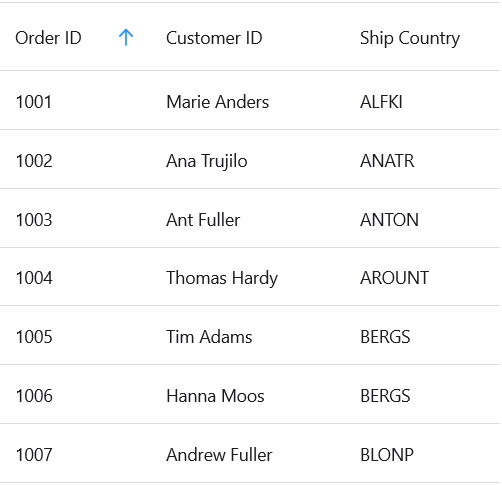 Order ID Customer ID Ship Country
1001 Marie Anders ALFKI
1002 Ana Trujilo ANATR
1003 Ant Fuller ANTON
1004 Thomas Hardy AROUNT
1005 Tim Adams BERGS
1006 Hanna Moos BERGS
1007 Andrew Fuller BLONP